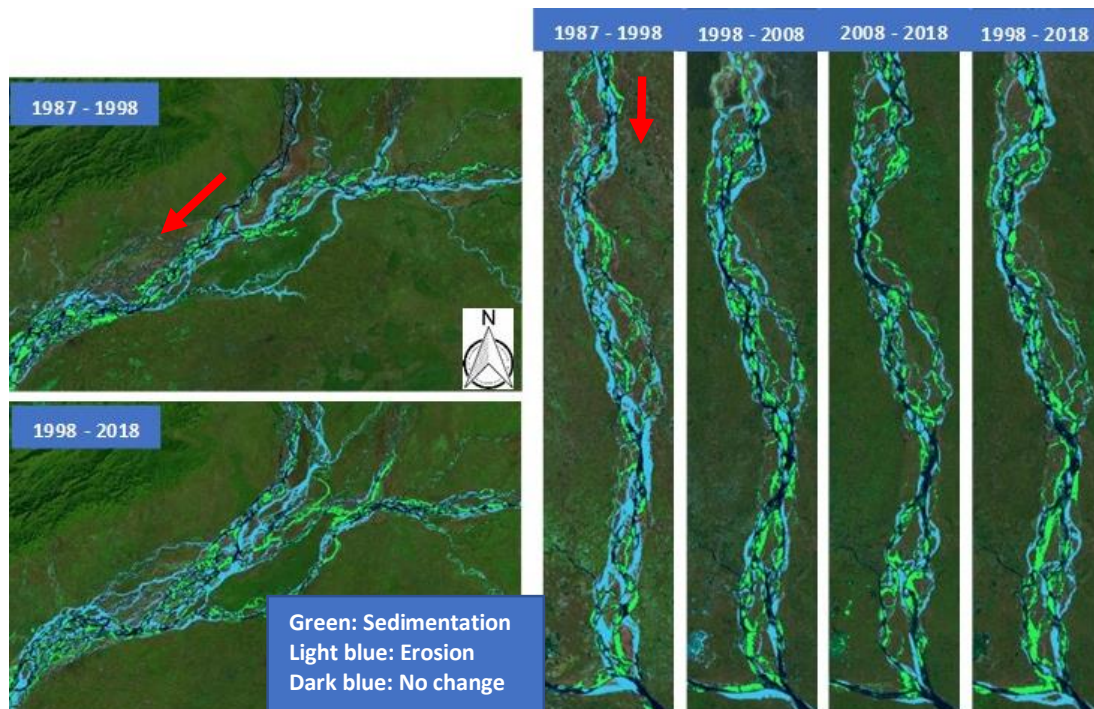 1987 - 1998
N
1998 - 2018
Green: Sedimentation
Light blue: Erosion
Dark blue: No change
1987 - 1998
1998 - 2008
2008 - 2018
1998 - 2018